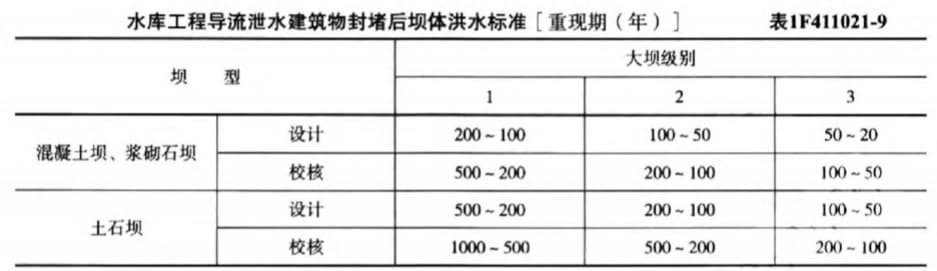 水库工程导流泄水建筑物封堵后坝体洪水标准［重现期（年）］ 表1F411021-9
坝 型 大坝级别
1 2 3
混凝土坝、浆砌石坝 设计 200～100 100～50 50～20
校核 500～200 200～100 100～50
土石坝 设计 500～200 200～100 100～50
校核 1000～500 500～200 200～100